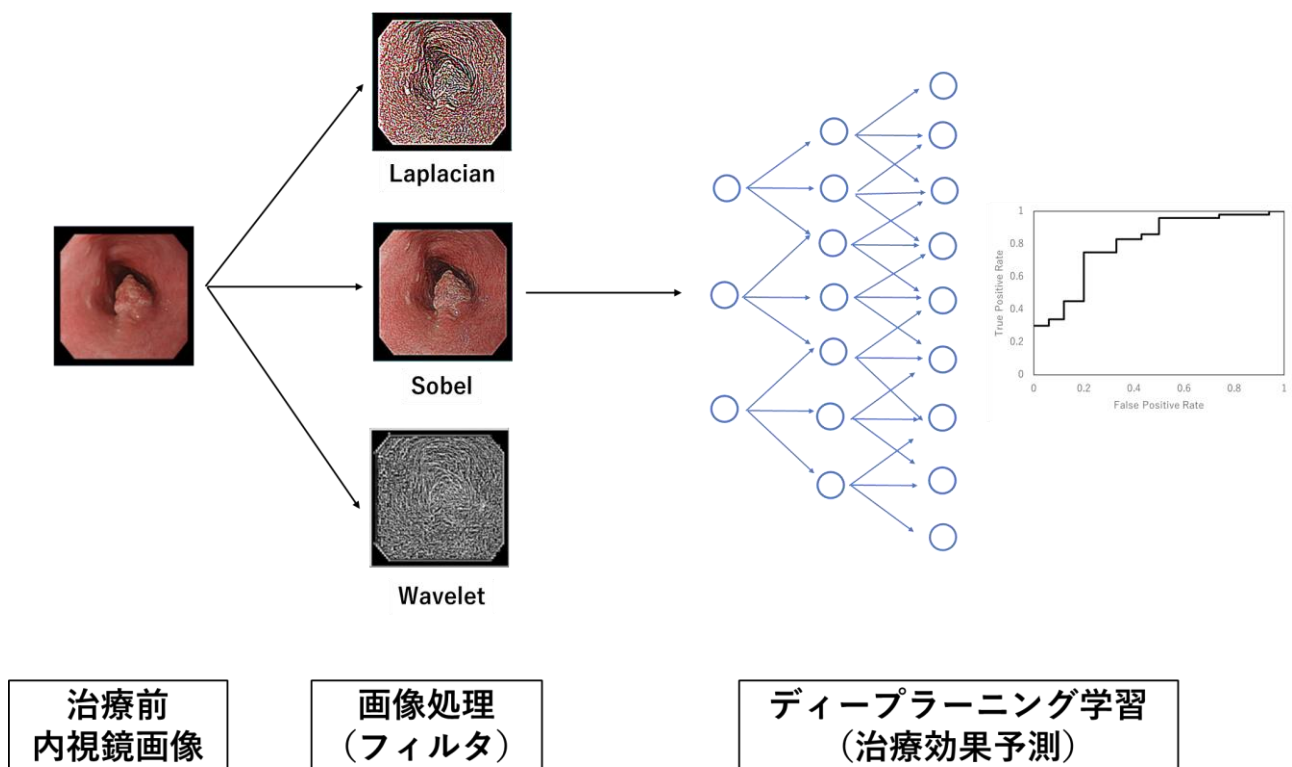 Laplacian
Sobel
Wavelet
True Positive Rate
1
0.8
0.6
0.4
0.2
0
0
0.2
0.4
0.6
0.8
1
False Positive Rate
治療前
内視鏡画像
画像処理
（フィルタ）
ディープラーニング学習
（治療効果予測）